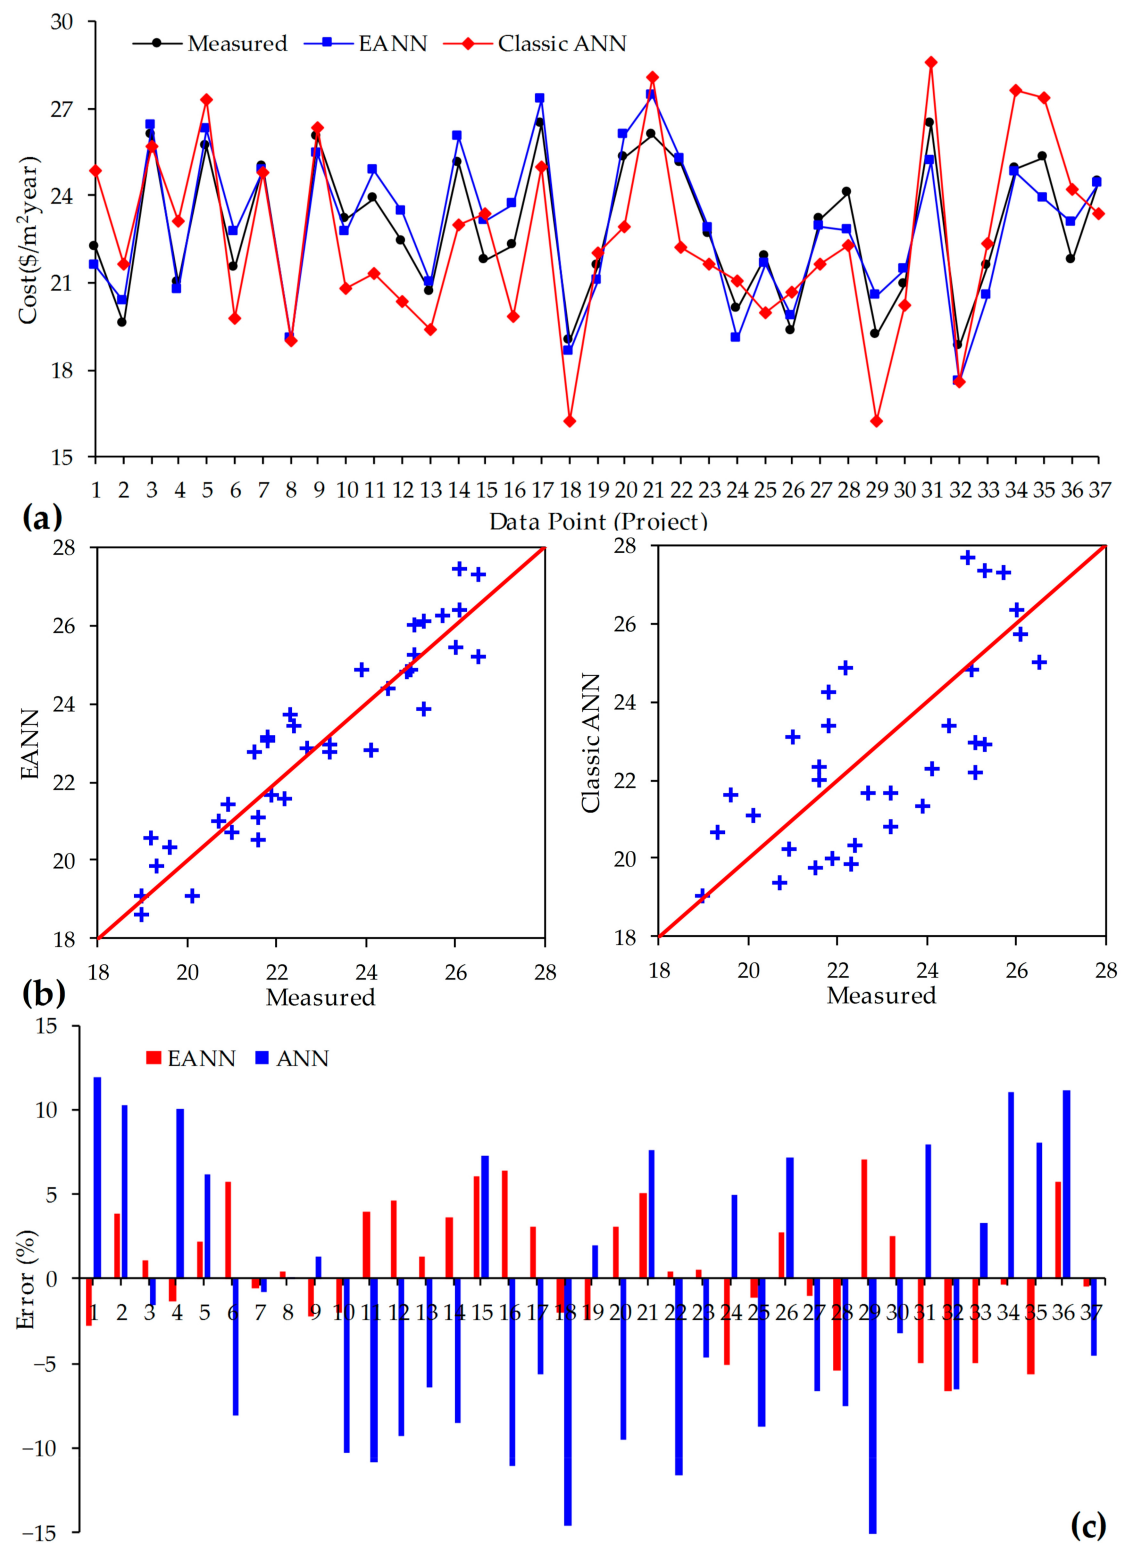 30
27
24
21
18
15
Cost($/m²year)
Measured EANN Classic ANN
1 2 3 4 5 6 7 8 9 10 11 12 13 14 15 16 17 18 19 20 21 22 23 24 25 26 27 28 29 30 31 32 33 34 35 36 37
Data Point (Project)
(a)
28
26
24
22
20
18
EANN
18 20 22 24 26 28
Measured
28
26
24
22
20
18
Classic ANN
18 20 22 24 26 28
Measured
(b)
15
10
5
0
−5
−10
−15
Error (%)
EANN ANN
1 2 3 4 5 6 7 8 9 10 11 12 13 14 15 16 17 18 19 20 21 22 23 24 25 26 27 28 29 30 31 32 33 34 35 36 37
(c)